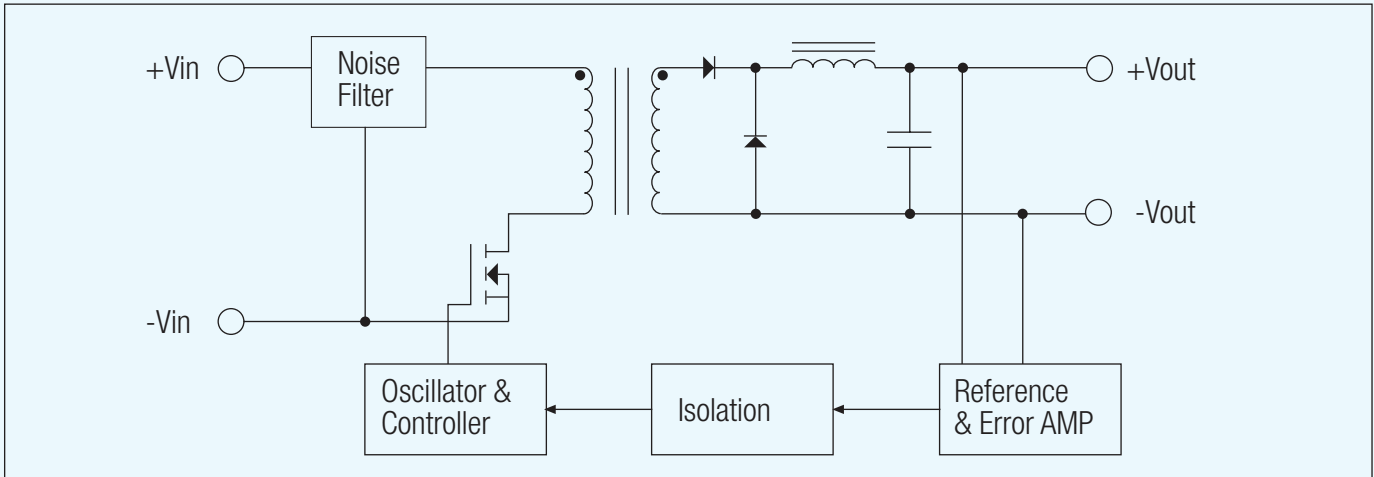 +Vin
Noise
Filter
+Vout
-Vout
-Vin
Oscillator &
Controller
Isolation
Reference
& Error AMP